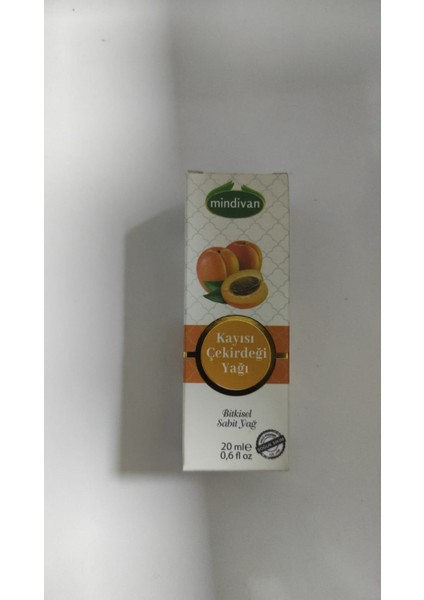 mindivan
Kayısı
Çekirdeği
Yağı
Bitkisel
Sabit Yağ
20 ml℮
0,6 fl oz